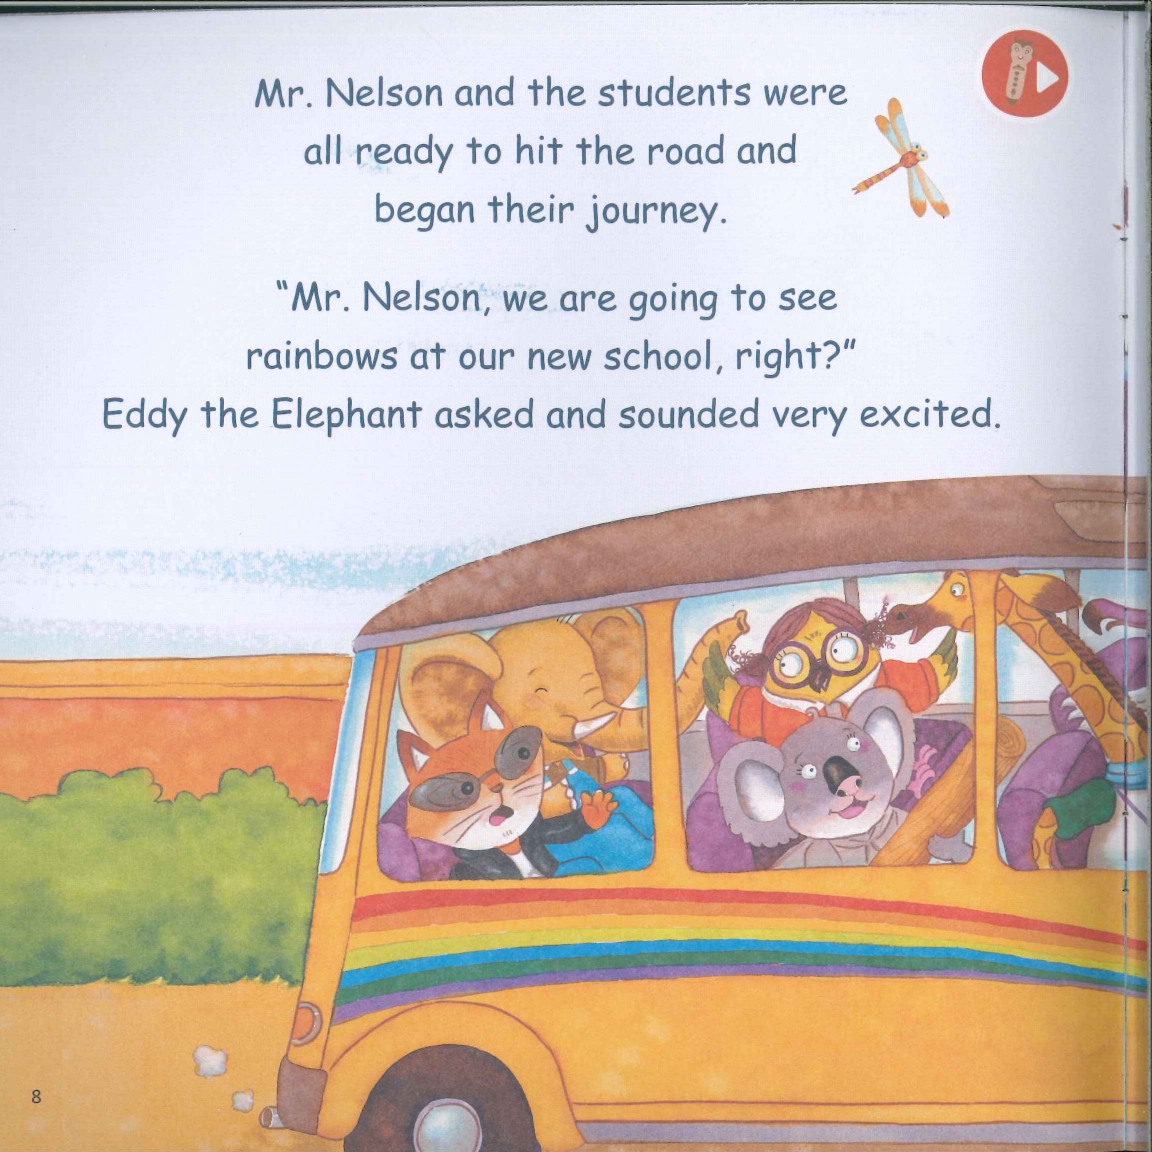 Mr. Nelson and the students were
all ready to hit the road and
began their journey.
“Mr. Nelson, we are going to see
rainbows at our new school, right?”
Eddy the Elephant asked and sounded very excited.
8